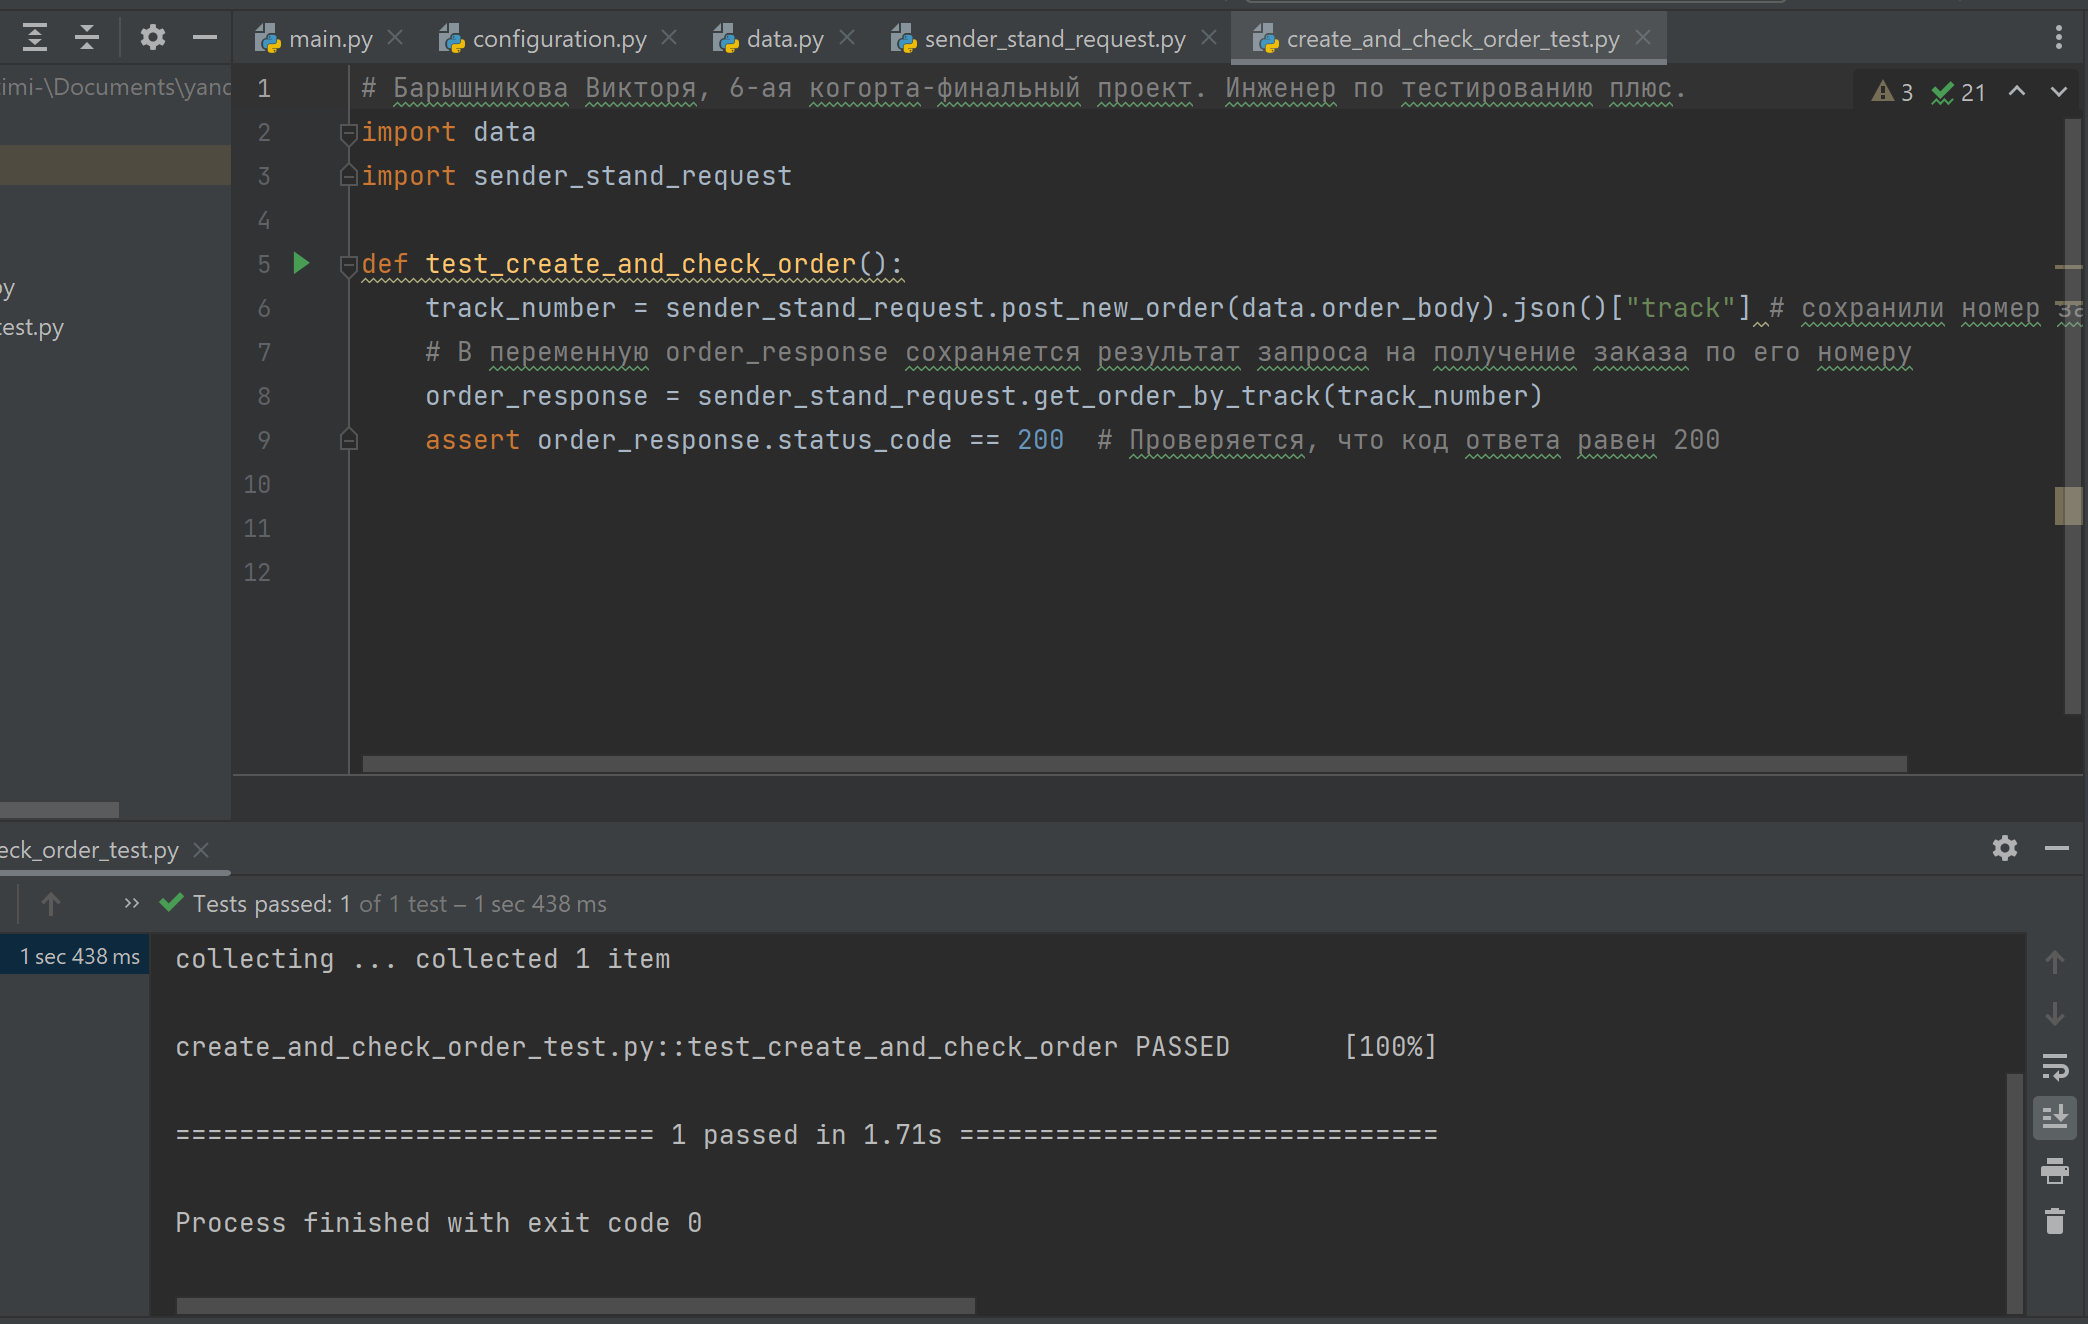 main.py configuration.py data.py sender_stand_request.py create_and_check_order_test.py
imi-\Documents\yand
py
test.py
3 21
1 # Барышникова Викторя, 6-ая когорта-финальный проект. Инженер по тестированию плюс.
2 import data
3 import sender_stand_request
4
5 def test_create_and_check_order():
6 track_number = sender_stand_request.post_new_order(data.order_body).json()["track"] # сохранили номер за
7 # В переменную order_response сохраняется результат запроса на получение заказа по его номеру
8 order_response = sender_stand_request.get_order_by_track(track_number)
9 assert order_response.status_code == 200 # Проверяется, что код ответа равен 200
10
11
12
eck_order_test.py
» Tests passed: 1 of 1 test – 1 sec 438 ms
1 sec 438 ms
collecting ... collected 1 item
create_and_check_order_test.py::test_create_and_check_order PASSED [100%]
============================== 1 passed in 1.71s ==============================
Process finished with exit code 0